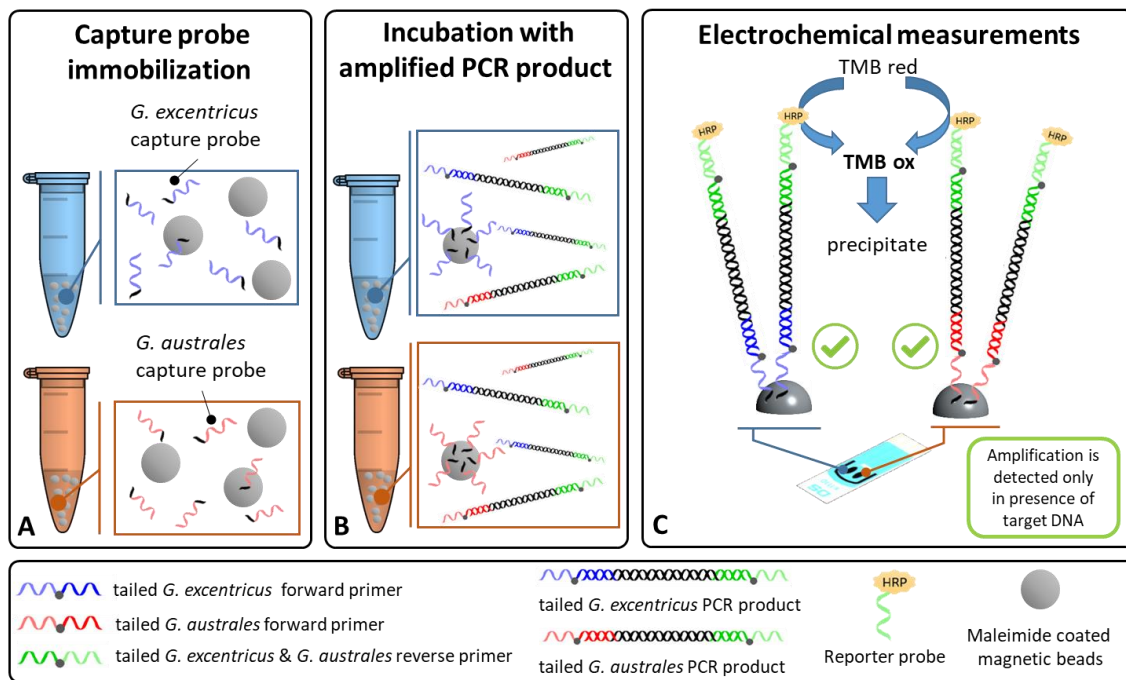 Capture probe
immobilization
G. excentricus
capture probe
G. australes
capture probe
A
Incubation with
amplified PCR product
B
Electrochemical measurements
TMB red
HRP
HRP
HRP
HRP
TMB ox
precipitate
Amplification is
detected only
in presence of
target DNA
C
tailed G. excentricus forward primer
tailed G. australes forward primer
tailed G. excentricus & G. australes reverse primer
tailed G. excentricus PCR product
tailed G. australes PCR product
HRP
Reporter probe
Maleimide coated
magnetic beads